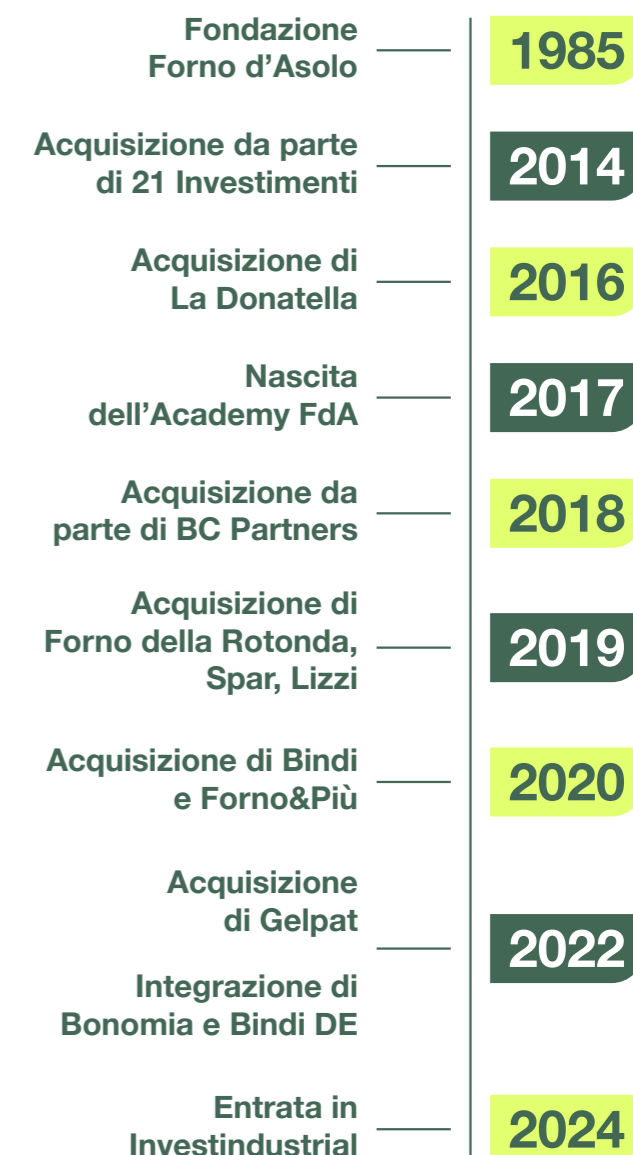 Fondazione
Forno d’Asolo
1985
Acquisizione da parte
di 21 Investimenti
2014
Acquisizione di
La Donatella
2016
Nascita
dell’Academy FdA
2017
Acquisizione da
parte di BC Partners
2018
Acquisizione di
Forno della Rotonda,
Spar, Lizzi
2019
Acquisizione di Bindi
e Forno&Più
2020
Acquisizione
di Gelpat
Integrazione di
Bonomia e Bindi DE
2022
Entrata in
Investindustrial
2024